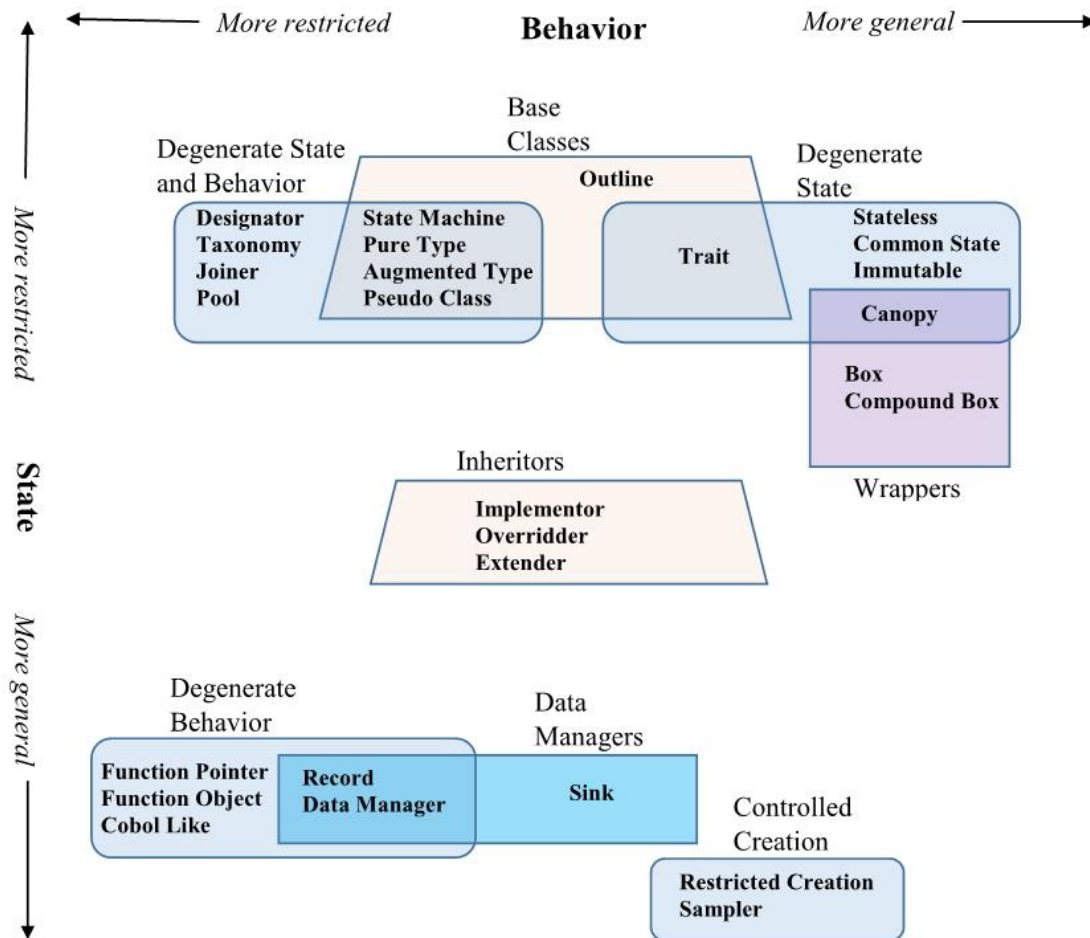 More restricted
Behavior
More general
Base
Classes
Degenerate State
and Behavior
Degenerate
State
Outline
Designator
Taxonomy
Joiner
Pool
State Machine
Pure Type
Augmented Type
Pseudo Class
Trait
Stateless
Common State
Immutable
Canopy
Box
Compound Box
Wrappers
More restricted
State
More general
Inheritors
Implementor
Overridder
Extender
Degenerate
Behavior
Data
Managers
Function Pointer
Function Object
Cobol Like
Record
Data Manager
Sink
Controlled
Creation
Restricted Creation
Sampler